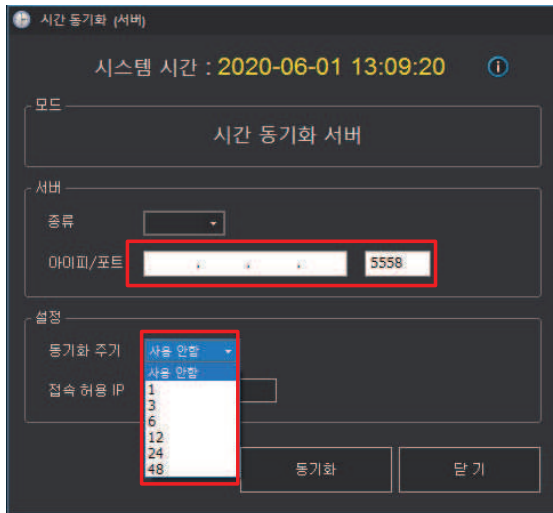 시간 동기화 (서버)
시스템 시간 : 2020-06-01 13:09:20
모드
시간 동기화 서버
서버
종류
아이피/포트 . . . 5558
설정
동기화 주기 사용 안함
사용 안함
접속 허용 IP
1
3
6
12
24
48
동기화 닫 기